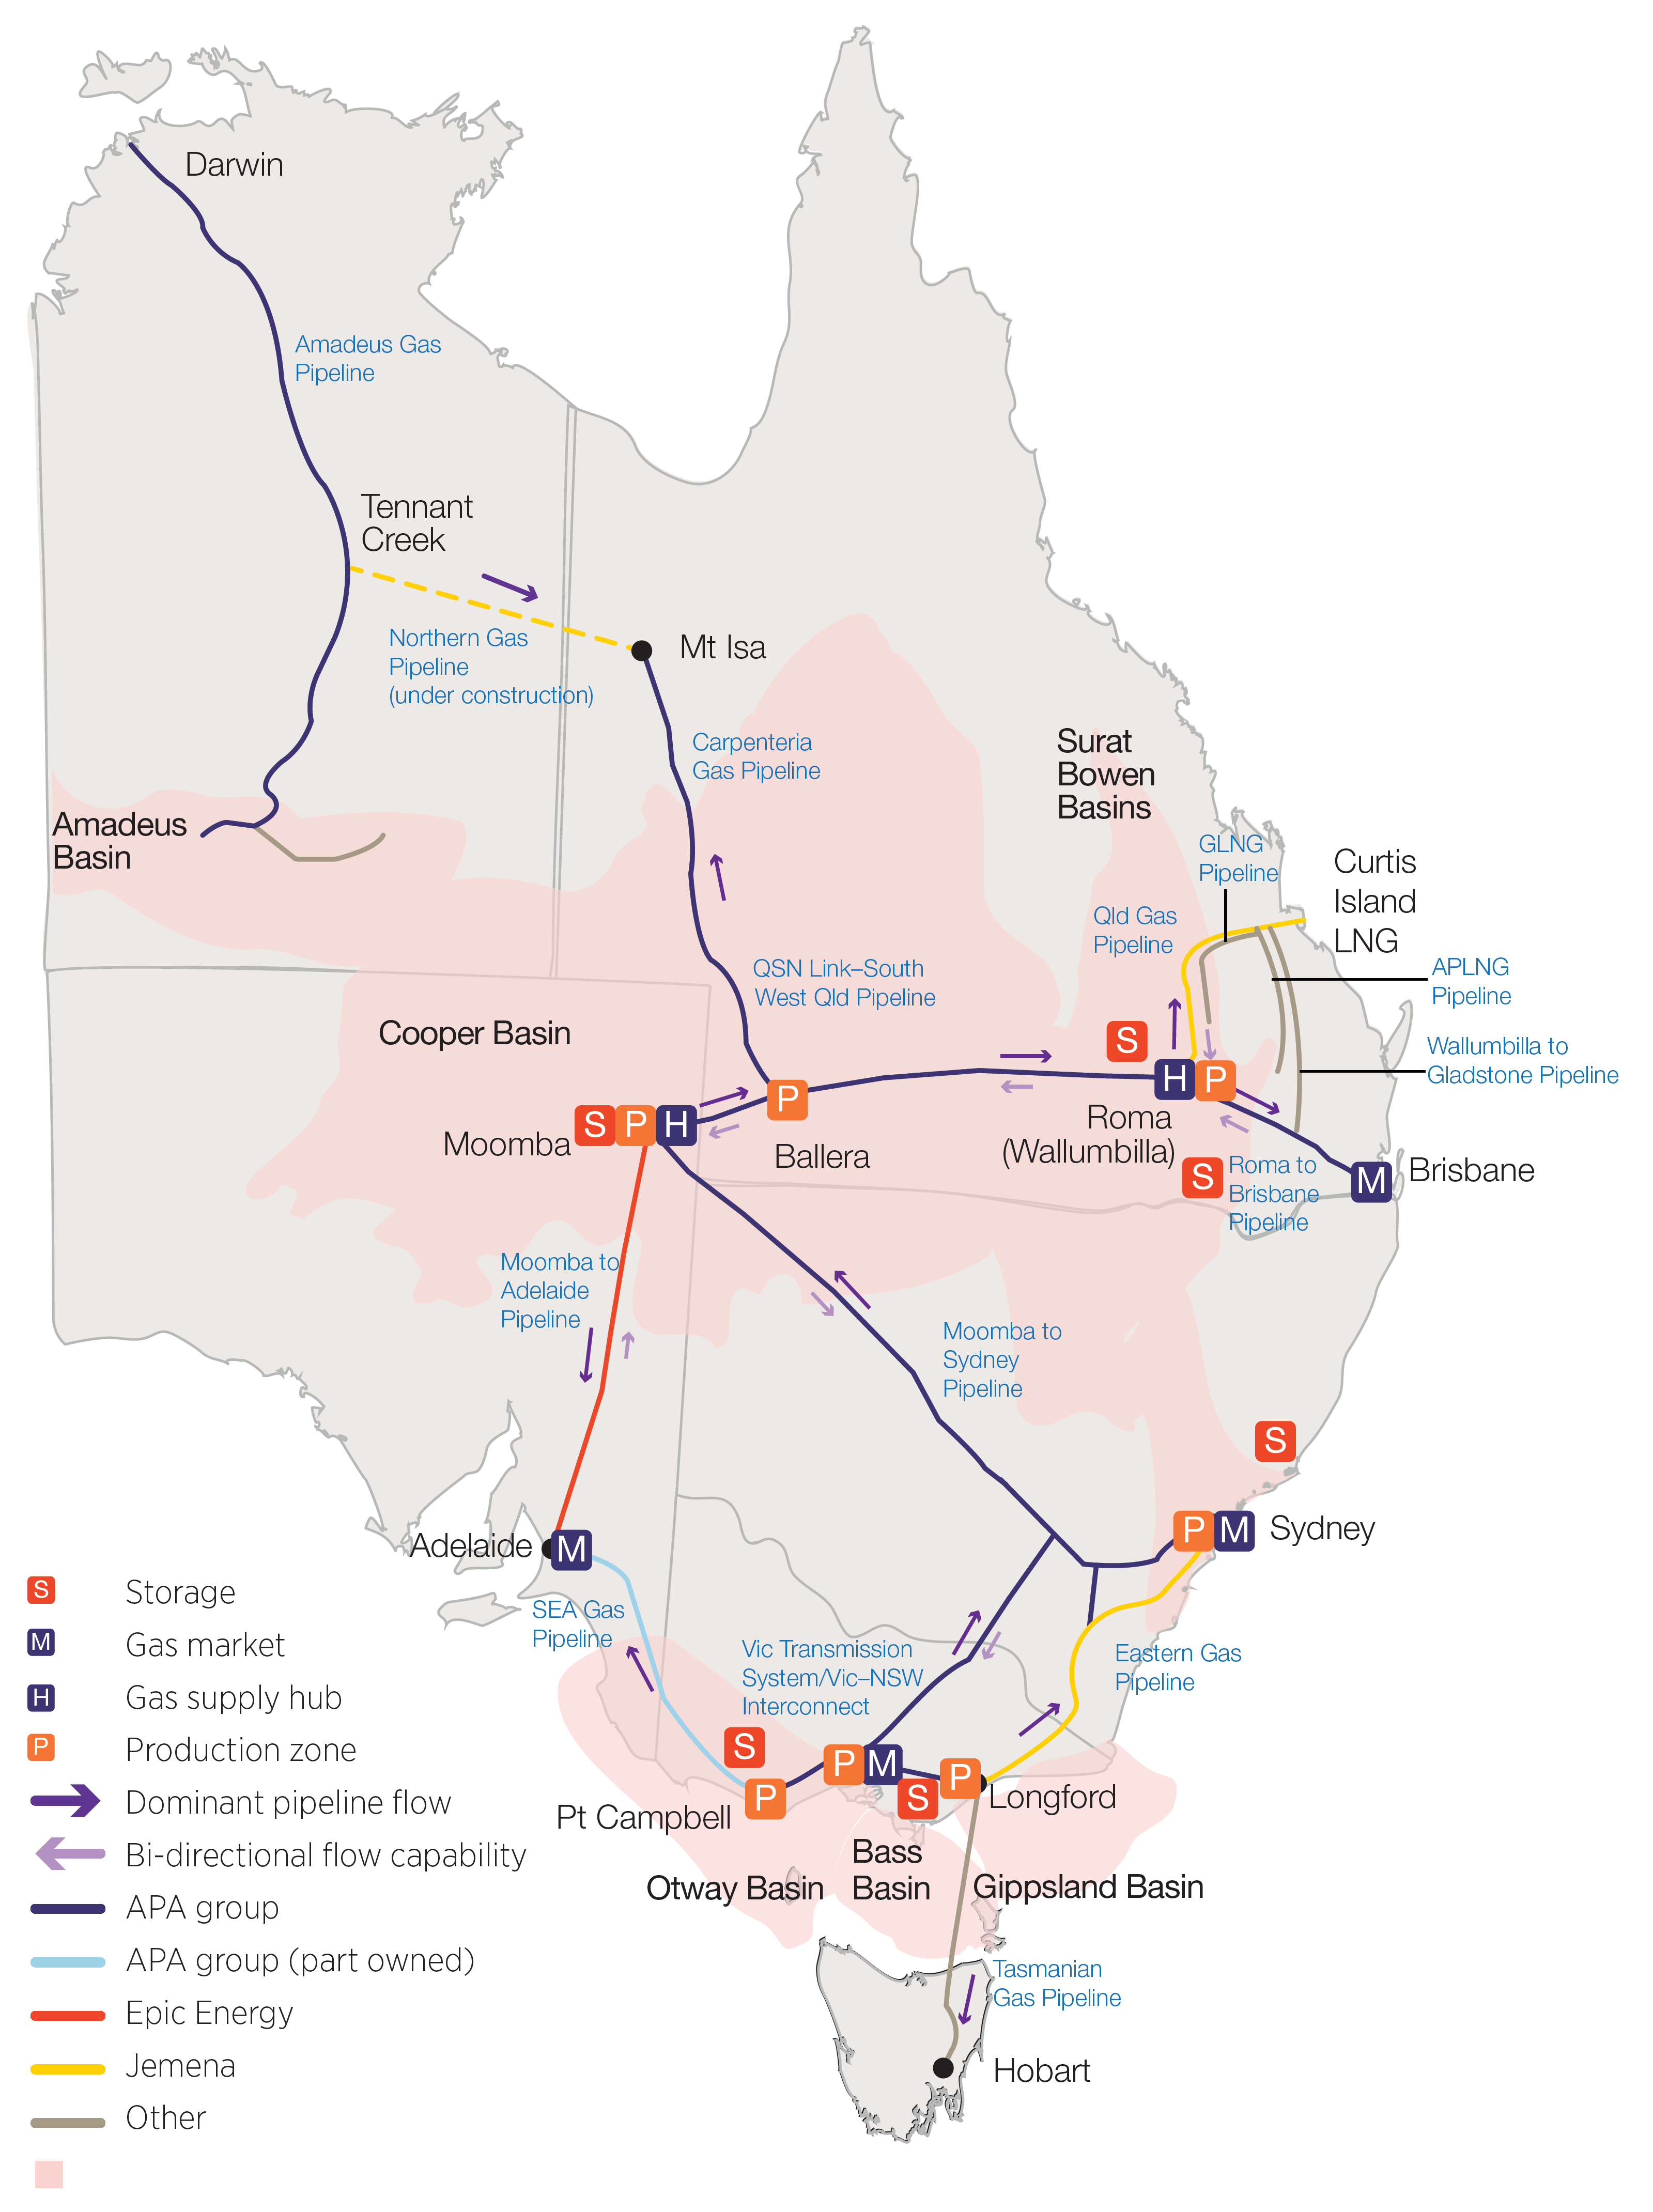 Darwin
Amadeus Gas
Pipeline
Tennant
Creek
Northern Gas
Pipeline
(under construction)
Mt Isa
Carpenteria
Gas Pipeline
Surat
Bowen
Basins
Amadeus
Basin
GLNG
Pipeline
Curtis
Island
LNG
Qld Gas
Pipeline
APLNG
Pipeline
QSN Link–South
West Qld Pipeline
Cooper Basin
S
Wallumbilla to
Gladstone Pipeline
H P
P
S P H
Moomba
Ballera
Roma
(Wallumbilla)
S
Roma to
Brisbane
Pipeline
M
Brisbane
Moomba to
Adelaide
Pipeline
Moomba to
Sydney
Pipeline
S
P M
Sydney
Adelaide
M
SEA Gas
Pipeline
Vic Transmission
System/Vic–NSW
Interconnect
Eastern Gas
Pipeline
S
P
Pt Campbell
P M
S
P
Longford
Otway Basin
Bass
Basin
Gippsland Basin
Tasmanian
Gas Pipeline
Hobart
S Storage
M Gas market
H Gas supply hub
P Production zone
Dominant pipeline flow
Bi-directional flow capability
APA group
APA group (part owned)
Epic Energy
Jemena
Other